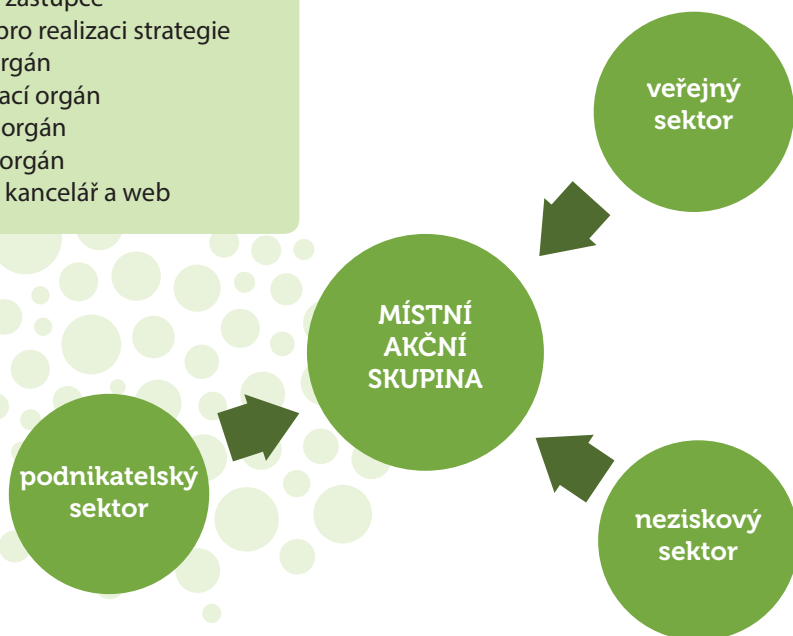 zástupce
pro realizaci strategie
orgán
ací orgán
orgán
orgán
kancelář a web
veřejný
sektor
MÍSTNÍ
AKČNÍ
SKUPINA
podnikatelský
sektor
neziskový
sektor